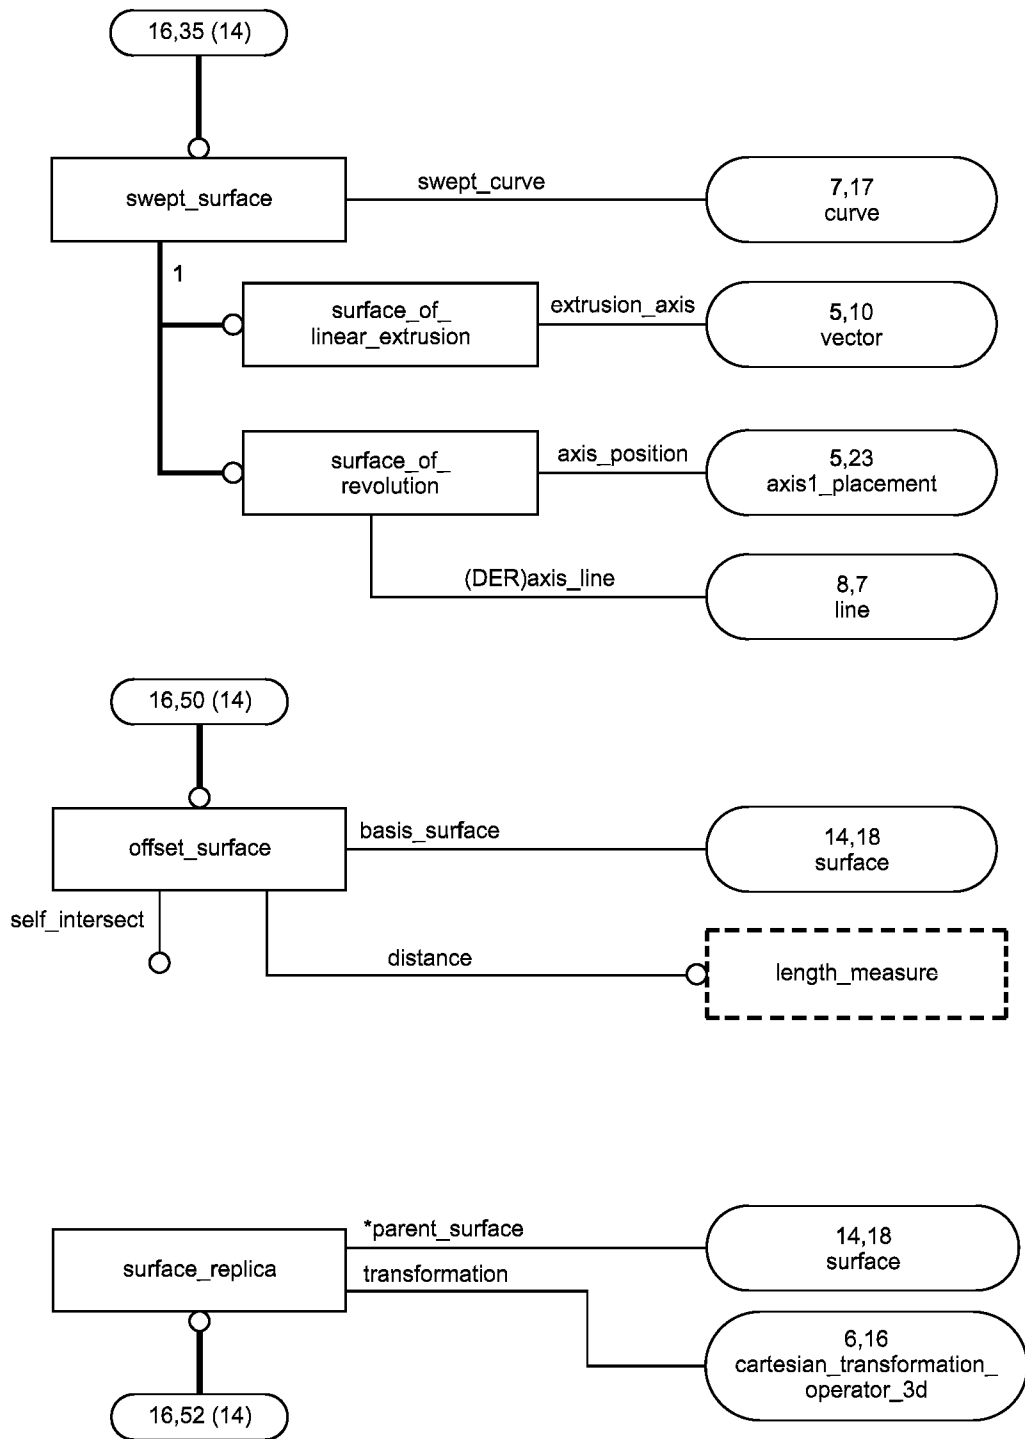 16,35 (14)
swept_surface
swept_curve
7,17
curve
1
surface_of_
linear_extrusion
extrusion_axis
5,10
vector
surface_of_
revolution
axis_position
5,23
axis1_placement
(DER)axis_line
8,7
line
16,50 (14)
offset_surface
basis_surface
14,18
surface
self_intersect
distance
length_measure
surface_replica
*parent_surface
14,18
surface
transformation
6,16
cartesian_transformation_
operator_3d
16,52 (14)